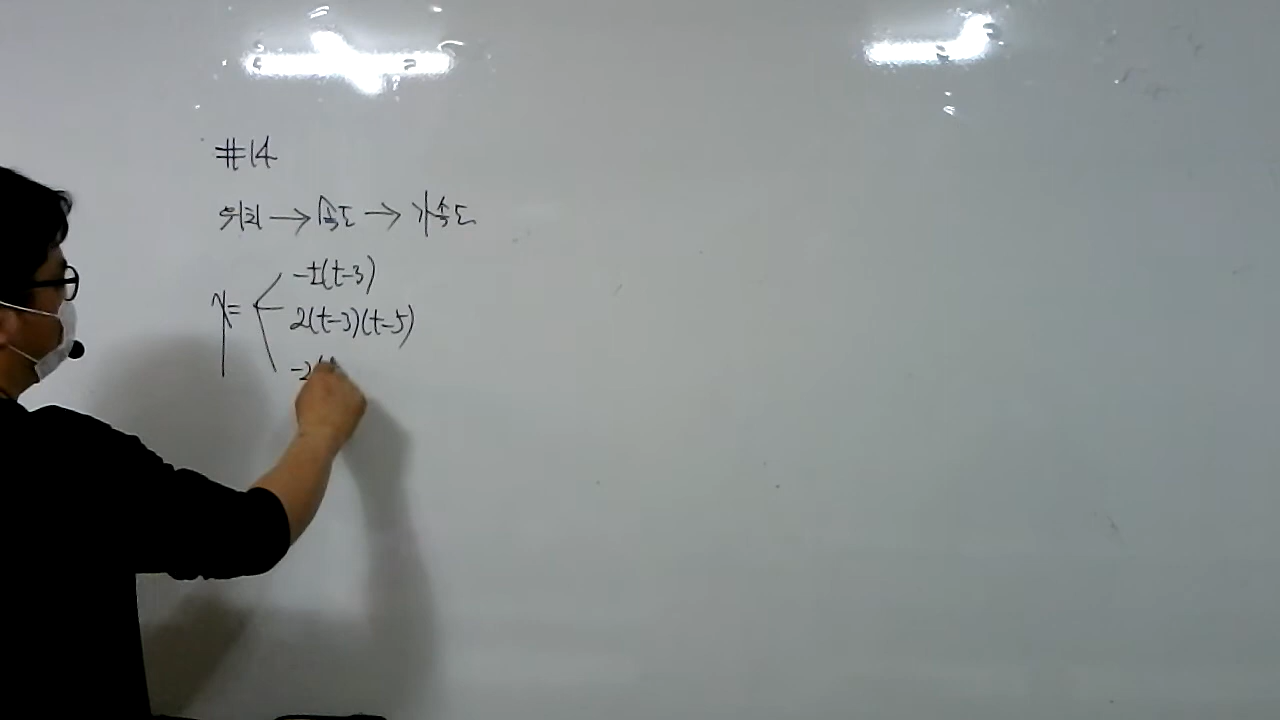 #14
위치 → 속도 → 가속도
x =
-t(t-3)
2(t-3)(t-5)
-2(